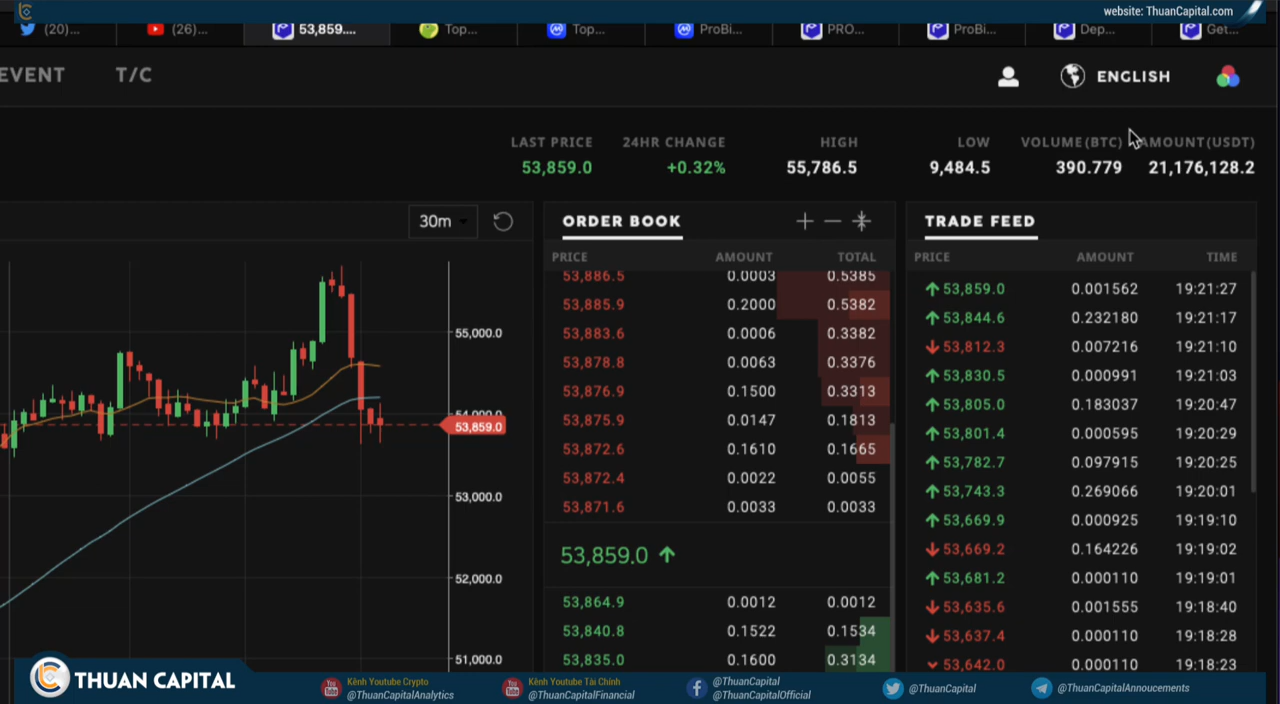 website: ThuanCapital.com
(20)... (26)... 53,859.... Top... Top... ProBi... PRO... ProBi... Dep... Get...
EVENT T/C ENGLISH
LAST PRICE 24HR CHANGE HIGH LOW VOLUME(BTC) AMOUNT(USDT)
53,859.0 +0.32% 55,786.5 9,484.5 390.779 21,176,128.2
30m
55,000.0
54,000.0
53,859.0
53,000.0
52,000.0
51,000.0
ORDER BOOK
PRICE AMOUNT TOTAL
53,886.5 0.0003 0.5385
53,885.9 0.2000 0.5382
53,883.6 0.0006 0.3382
53,878.8 0.0063 0.3376
53,876.9 0.1500 0.3313
53,875.9 0.0147 0.1813
53,872.6 0.1610 0.1665
53,872.4 0.0022 0.0055
53,871.6 0.0033 0.0033
53,859.0
53,864.9 0.0012 0.0012
53,840.8 0.1522 0.1534
53,835.0 0.1600 0.3134
TRADE FEED
PRICE AMOUNT TIME
53,859.0 0.001562 19:21:27
53,844.6 0.232180 19:21:17
53,812.3 0.007216 19:21:10
53,830.5 0.000991 19:21:03
53,805.0 0.183037 19:20:47
53,801.4 0.000595 19:20:29
53,782.7 0.097915 19:20:25
53,743.3 0.269066 19:20:01
53,669.9 0.000925 19:19:10
53,669.2 0.164226 19:19:02
53,681.2 0.000110 19:19:01
53,635.6 0.001555 19:18:40
53,637.4 0.000110 19:18:28
53,642.0 0.000110 19:18:23
THUAN CAPITAL
Kênh Youtube Crypto
@ThuanCapitalAnalytics
Kênh Youtube Tài Chính
@ThuanCapitalFinancial
@ThuanCapital
@ThuanCapitalOfficial
@ThuanCapital
@ThuanCapitalAnnoucements